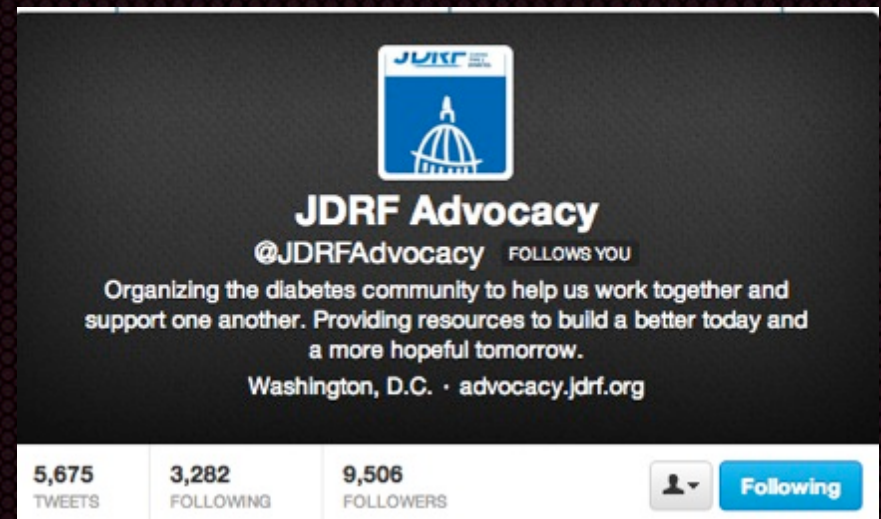 JDRF
JDRF Advocacy
@JDRFAdvocacy FOLLOWS YOU
Organizing the diabetes community to help us work together and
support one another. Providing resources to build a better today and
a more hopeful tomorrow.
Washington, D.C. · advocacy.jdrf.org
5,675 3,282 9,506
TWEETS FOLLOWING FOLLOWERS
Following